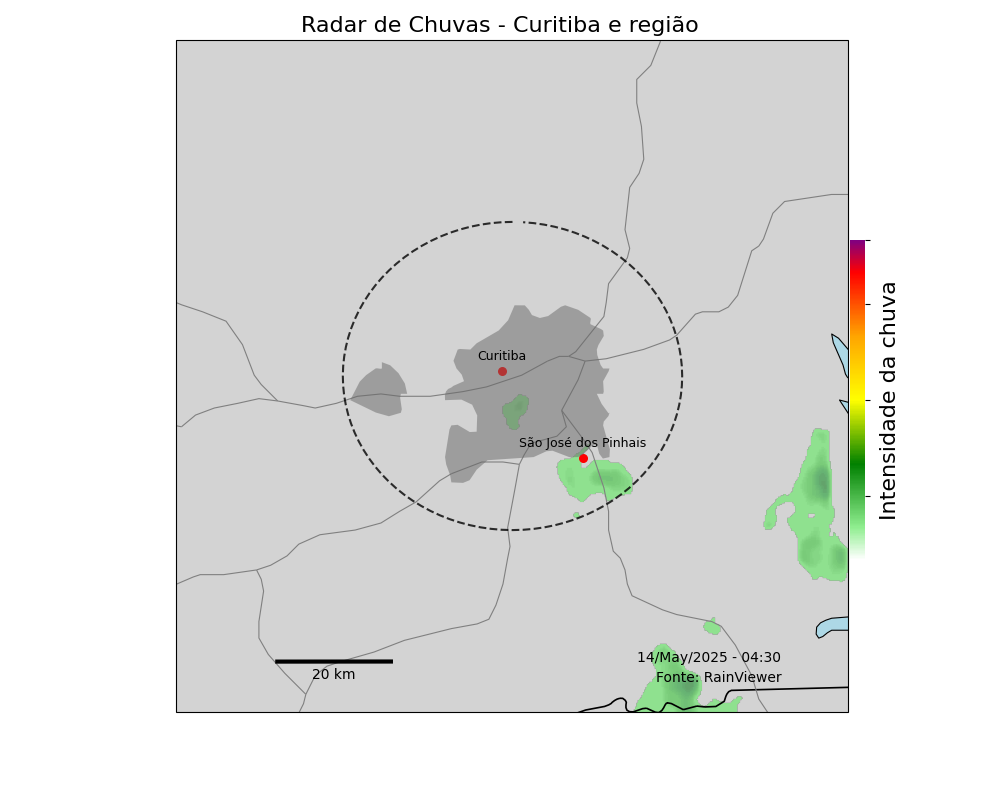 Radar de Chuvas - Curitiba e região
Curitiba
São José dos Pinhais
Intensidade da chuva
14/May/2025 - 04:30
20 km
Fonte: RainViewer